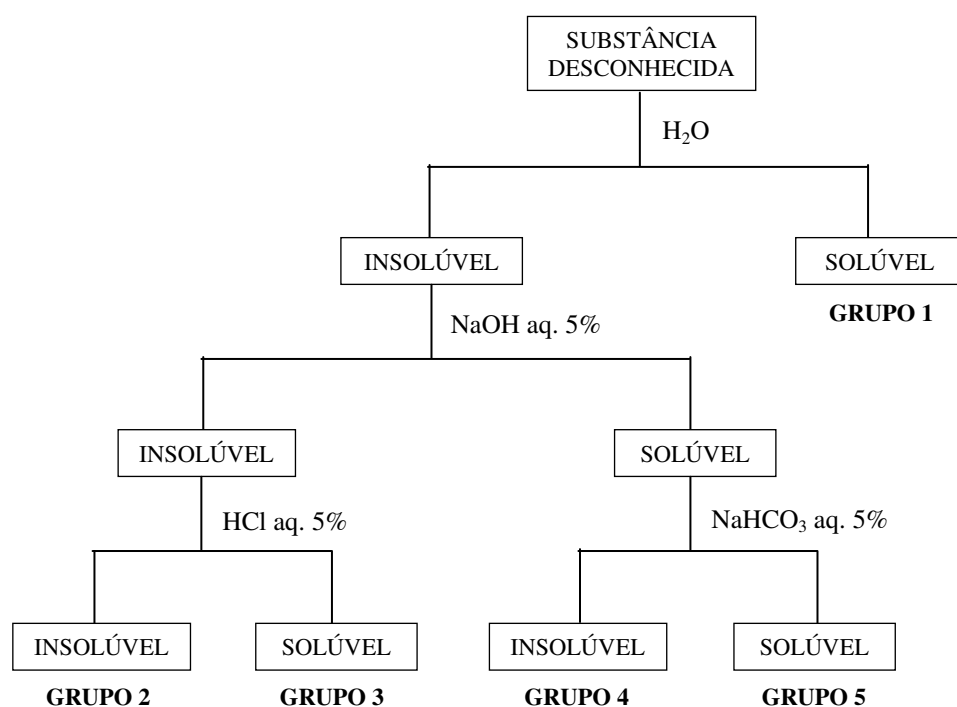 SUBSTÂNCIA
DESCONHECIDA
H₂O
INSOLÚVEL
SOLÚVEL
GRUPO 1
NaOH aq. 5%
INSOLÚVEL
SOLÚVEL
HCl aq. 5%
NaHCO₃ aq. 5%
INSOLÚVEL
SOLÚVEL
INSOLÚVEL
SOLÚVEL
GRUPO 2
GRUPO 3
GRUPO 4
GRUPO 5